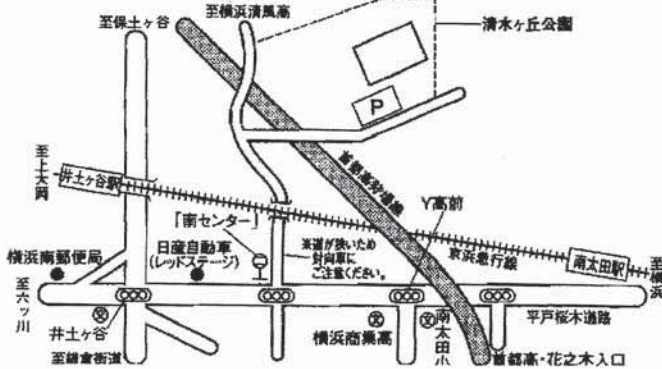 至保土ヶ谷
至横浜清風高
清水ヶ丘公園
P
至上大岡
井土ヶ谷駅
首都高狩場線
Y高前
「南センター」
横浜南郵便局
日産自動車
(レッドステージ)
※道が狭いため
対向車に
ご注意ください。
京浜急行線
南太田駅
至横浜
至六ッ川
井土ヶ谷
文
横浜商業高
文
文
南太田小
平戸桜木道路
至鎌倉街道
首都高・花之木入口